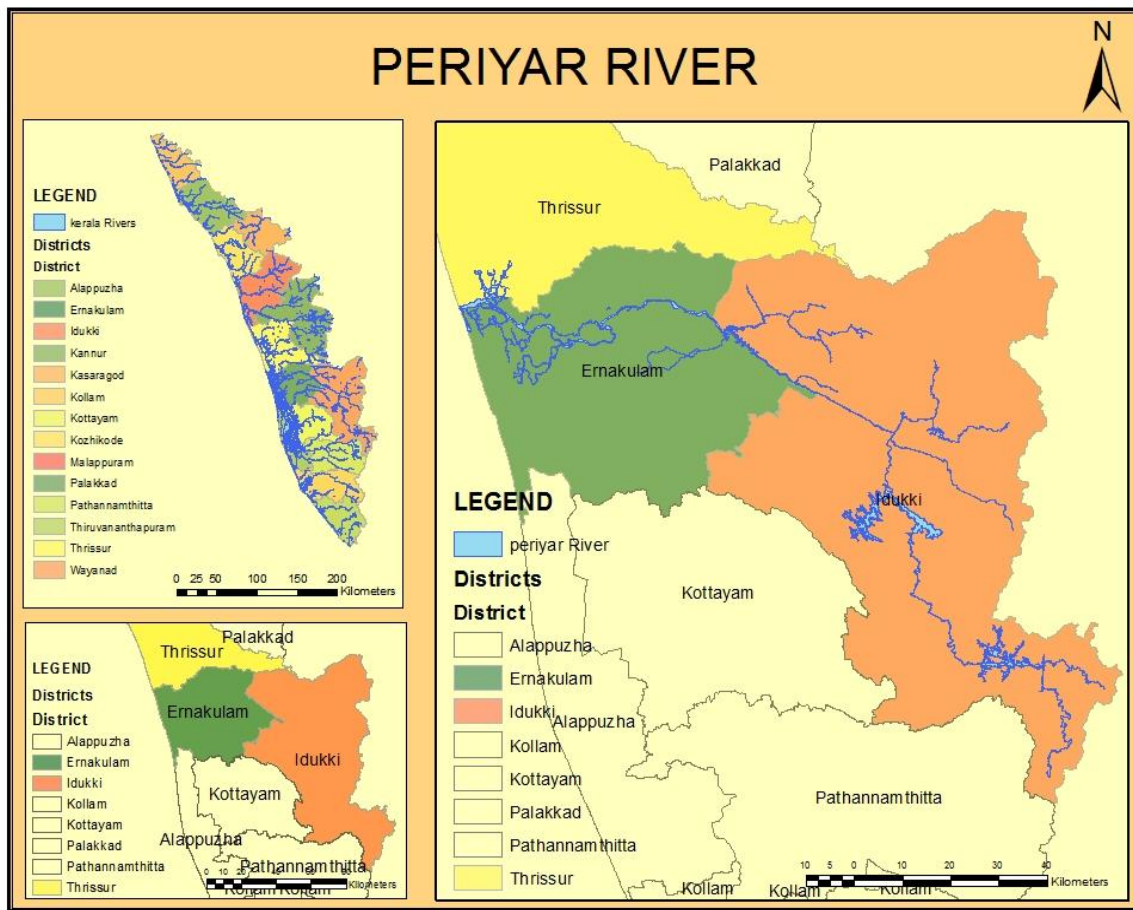 PERIYAR RIVER
N
LEGEND
kerala Rivers
Districts
District
Alappuzha
Ernakulam
Idukki
Kannur
Kasaragod
Kollam
Kottayam
Kozhikode
Malappuram
Palakkad
Pathannamthitta
Thiruvananthapuram
Thrissur
Wayanad
0 25 50 100 150 200
Kilometers
Palakkad
Thrissur
Ernakulam
Idukki
Kottayam
Alappuzha
Pathannamthitta
Kollam
Kollam
Kollam
LEGEND
periyar River
Districts
District
Alappuzha
Ernakulam
Idukki
Kollam
Kottayam
Palakkad
Pathannamthitta
Thrissur
10 5 0 10 20 30 40
Kilometers
Palakkad
Thrissur
Ernakulam
Idukki
Kottayam
Alappuzha
Pathannamthitta
Kollam Kollam
LEGEND
Districts
District
Alappuzha
Ernakulam
Idukki
Kollam
Kottayam
Palakkad
Pathannamthitta
Thrissur
Kilometers